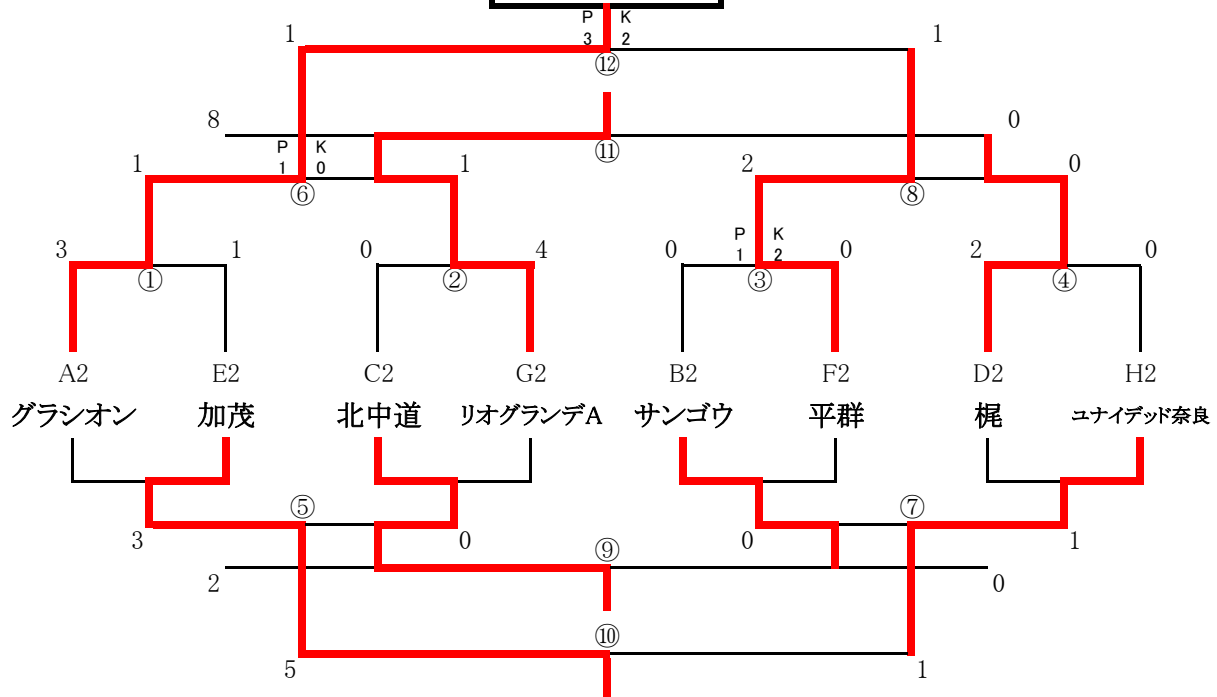 P K
1 3 2 1
⑫
8 0
P K ⑪
1 1 0 1 2 0
⑥ ⑧
P K
3 1 0 4 0 1 2 0 2 0
① ② ③ ④
A2 E2 C2 G2 B2 F2 D2 H2
グラシオン 加茂 北中道 リオグランデA サンゴウ 平群 梶 ユナイデッド奈良
⑤ ⑦
3 0 ⑨ 0 1
2 0
⑩
5 1